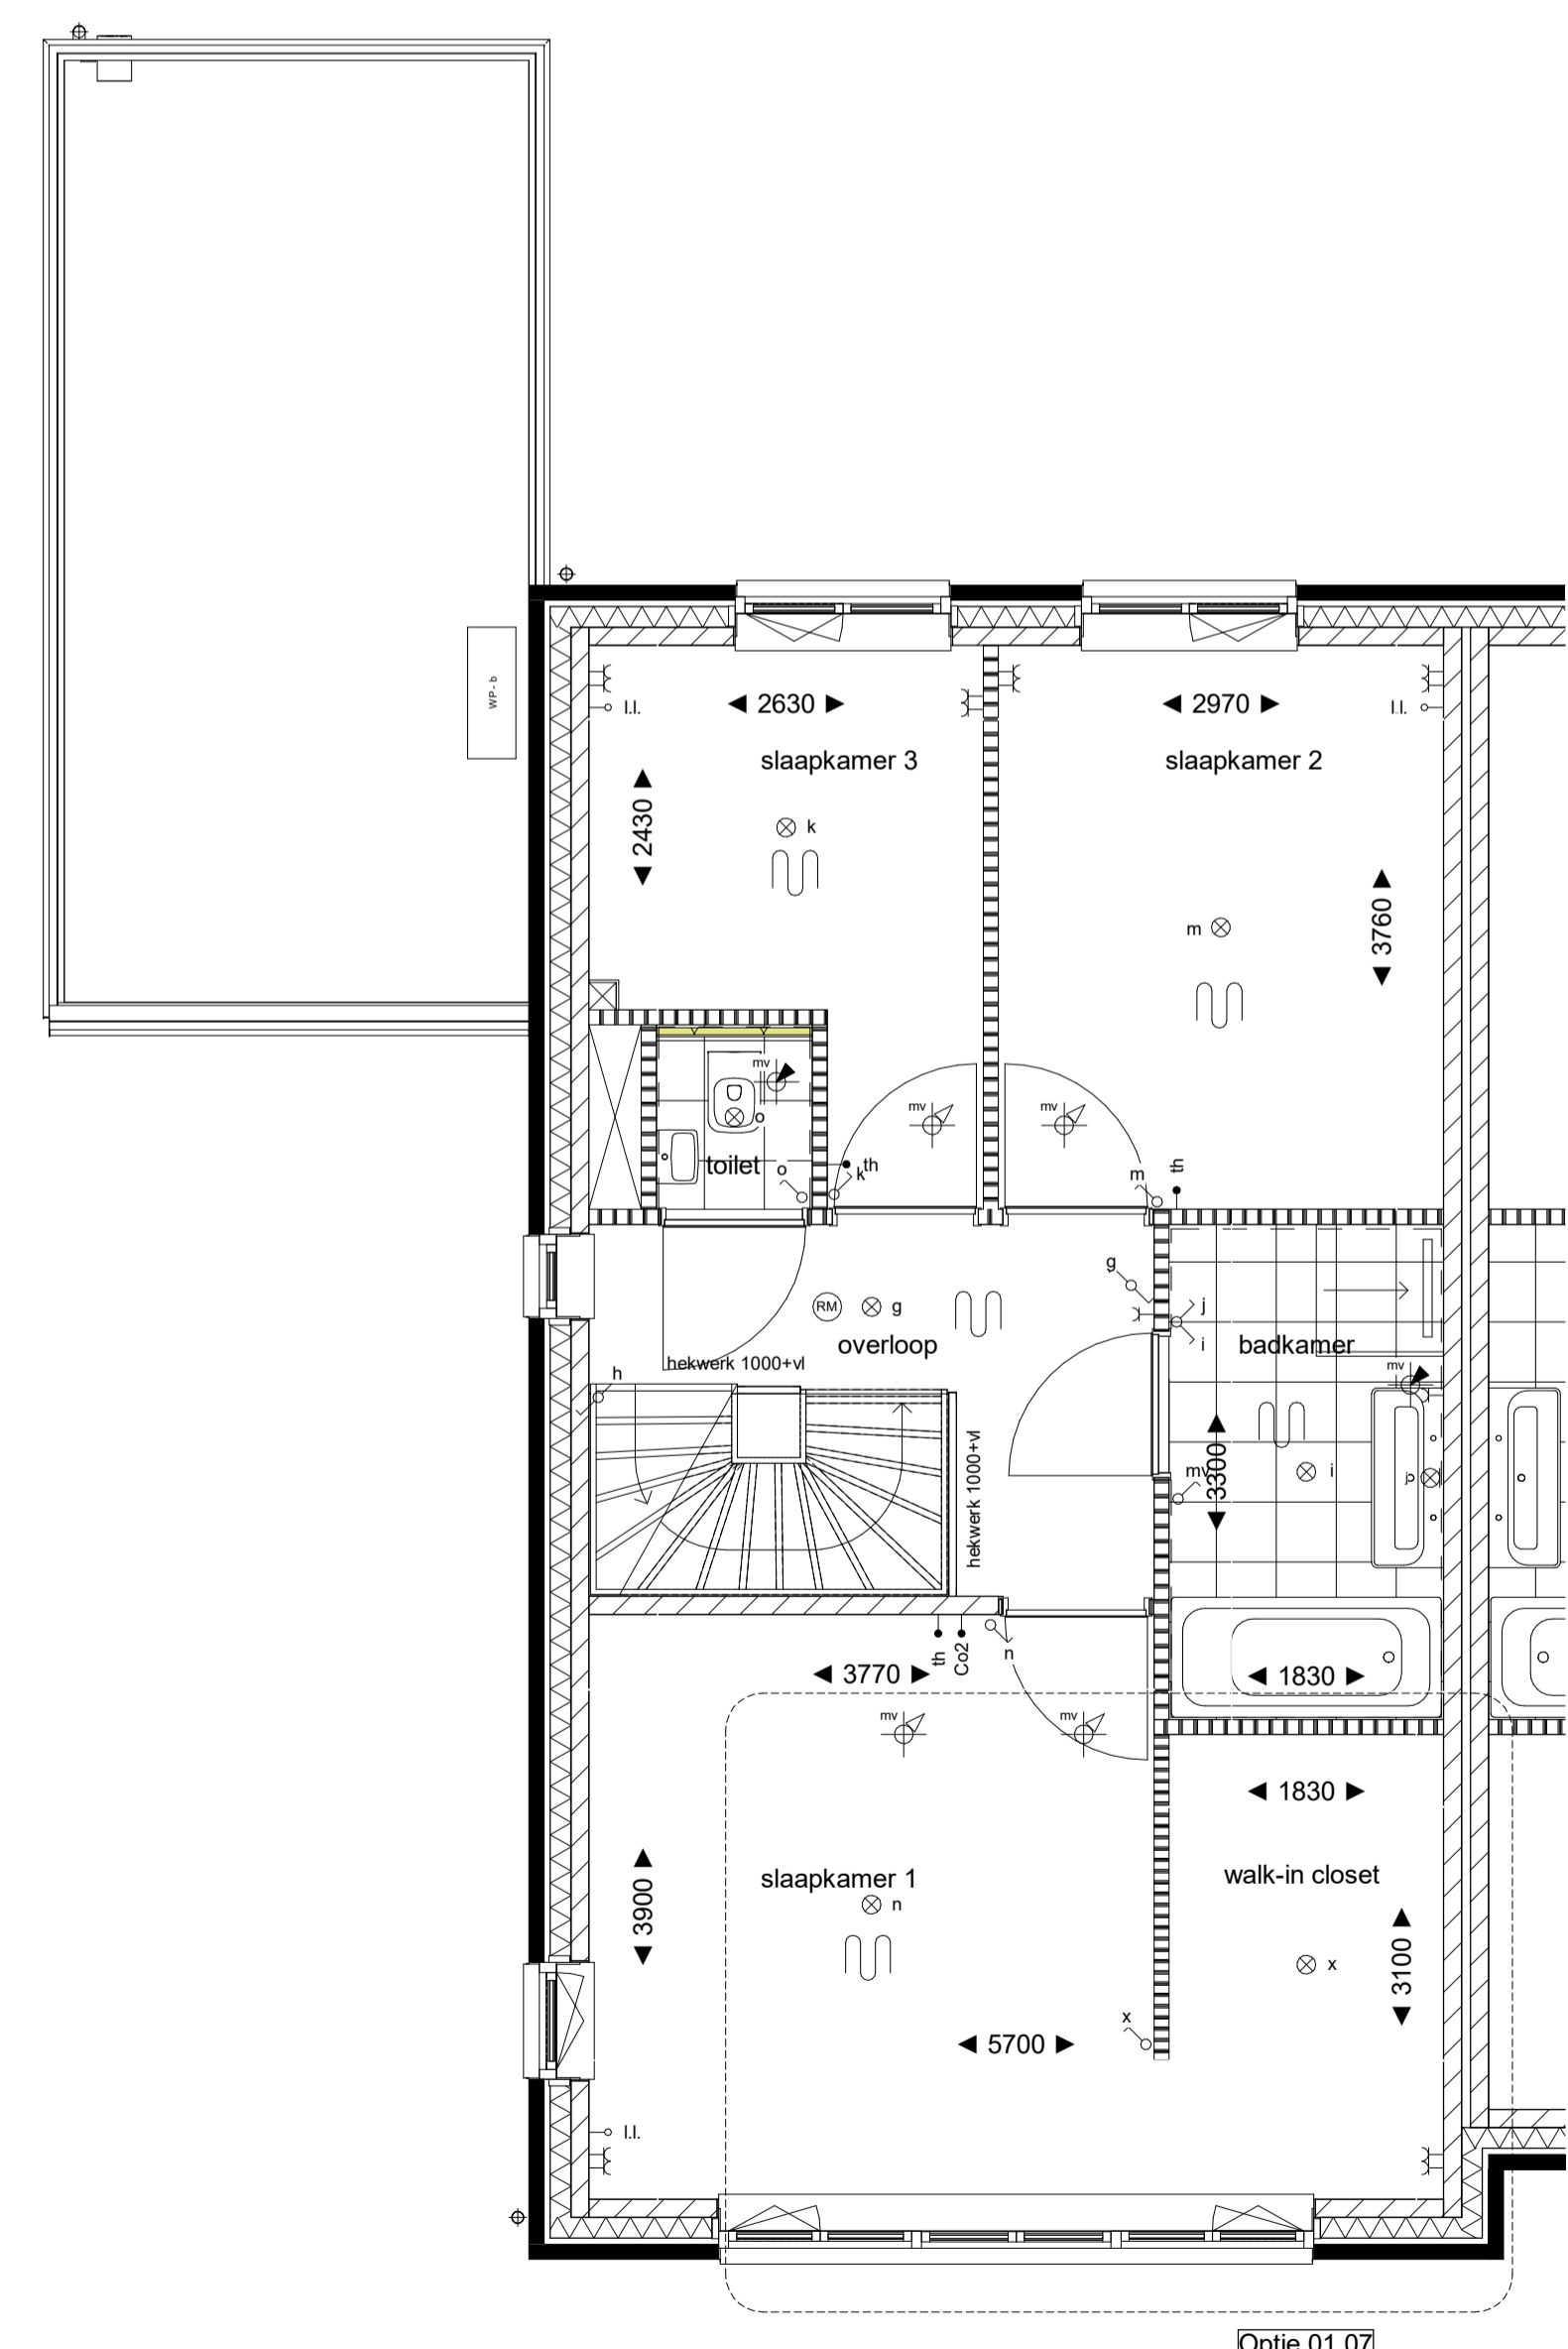 WP-b
l.l.
2630
2970
l.l.
slaapkamer 3
slaapkamer 2
2430
k
m
3760
mv
o
mv
mv
toilet
o
k
th
m
th
g
RM
g
j
overloop
i
badkamer
hekwerk 1000+vl
mv
h
hekwerk 1000+vl
mv
3300
i
j
th
Co2
n
3770
1830
mv
mv
1830
slaapkamer 1
walk-in closet
n
3900
3100
x
x
5700
l.l.
Optie 01.07